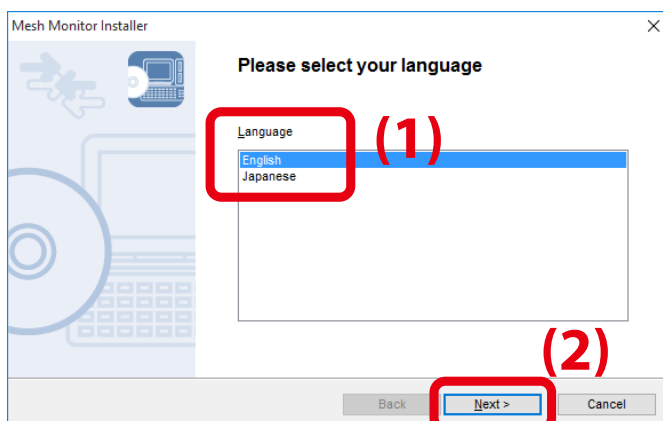 Mesh Monitor Installer
Please select your language
Language
(1)
English
Japanese
(2)
Back
Next >
Cancel